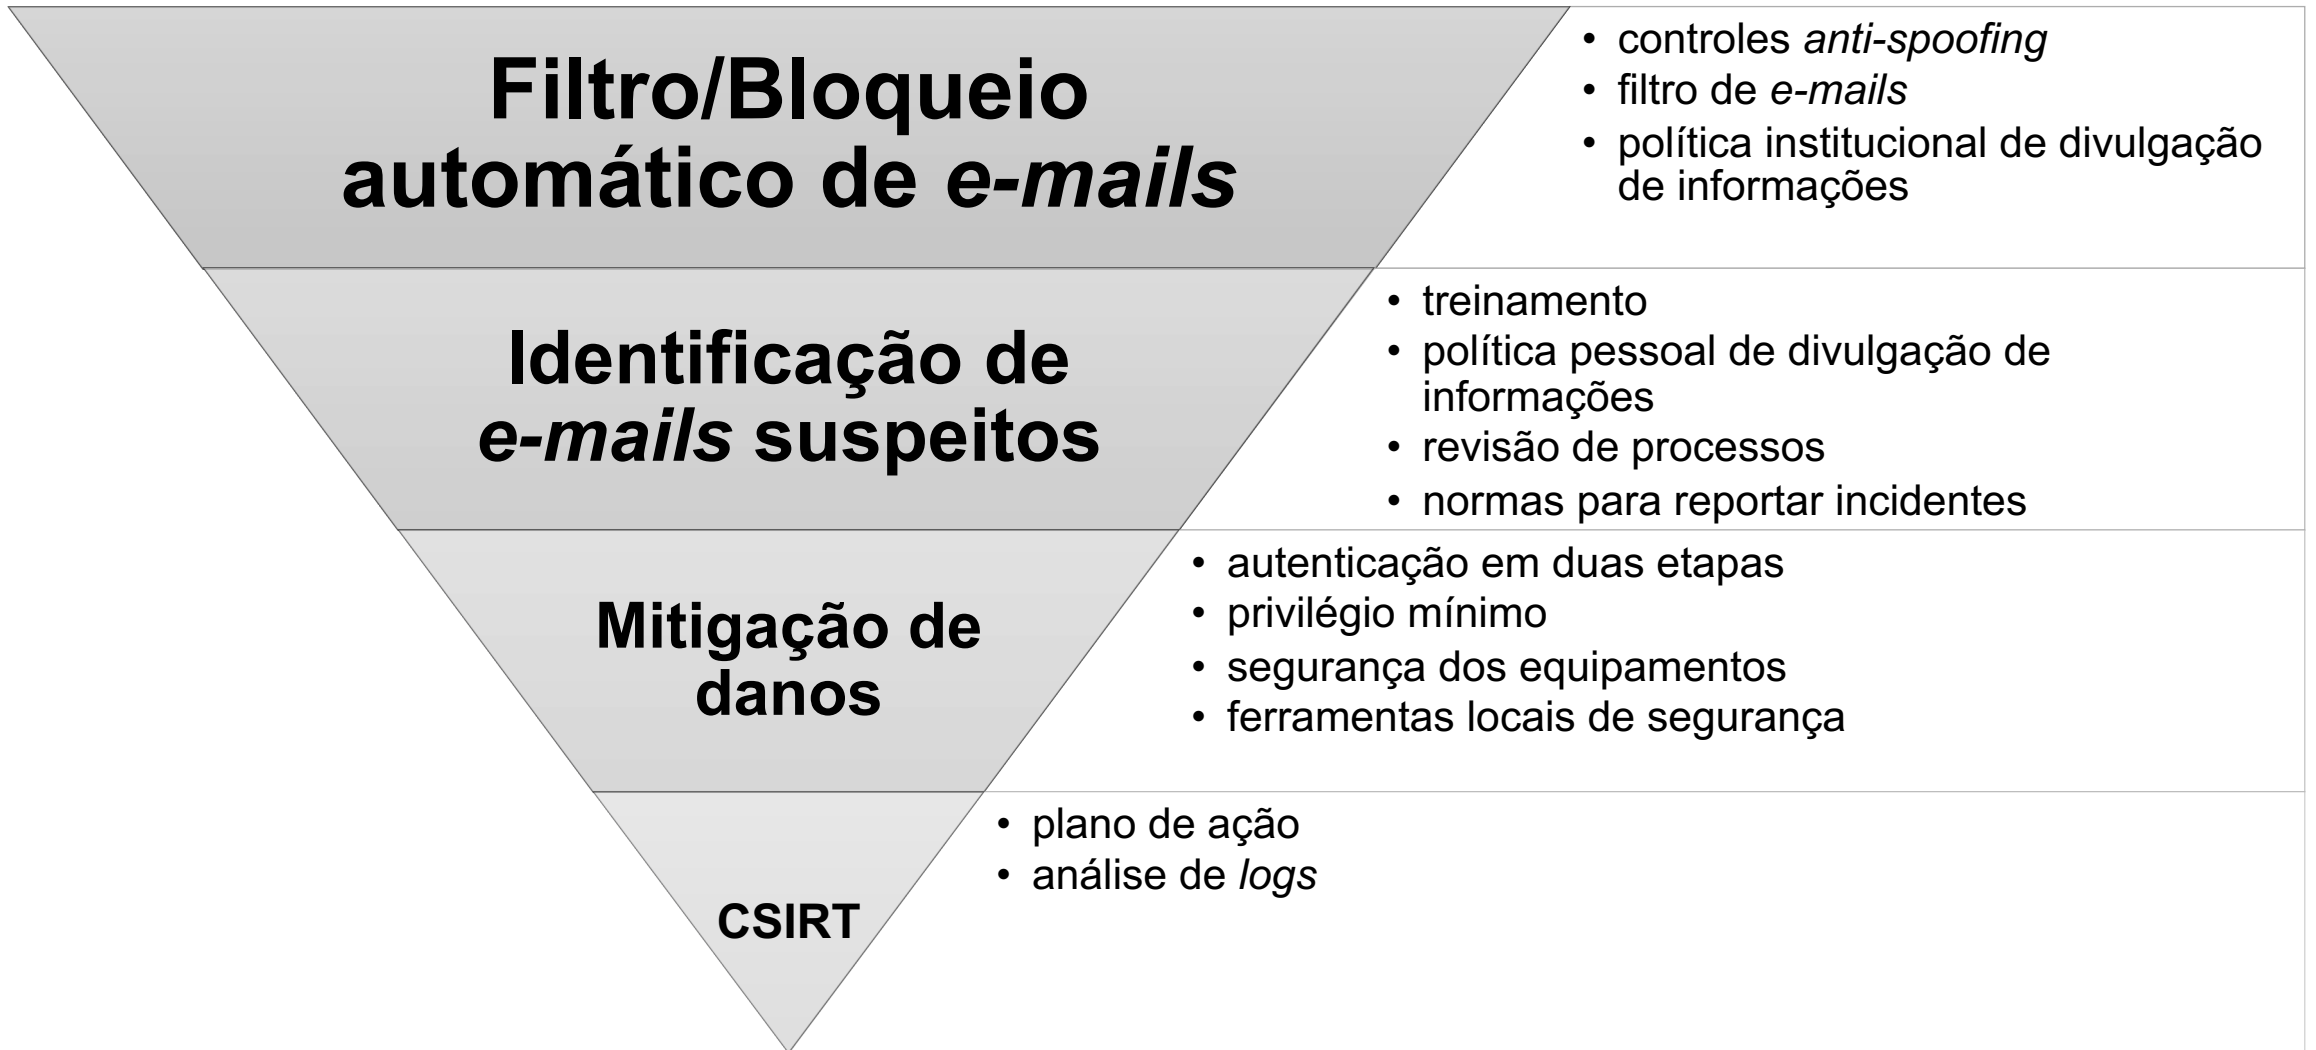 Filtro/Bloqueio
automático de e-mails
• controles anti-spoofing
• filtro de e-mails
• política institucional de divulgação
de informações
Identificação de
e-mails suspeitos
• treinamento
• política pessoal de divulgação de
informações
• revisão de processos
• normas para reportar incidentes
Mitigação de
danos
• autenticação em duas etapas
• privilégio mínimo
• segurança dos equipamentos
• ferramentas locais de segurança
CSIRT
• plano de ação
• análise de logs